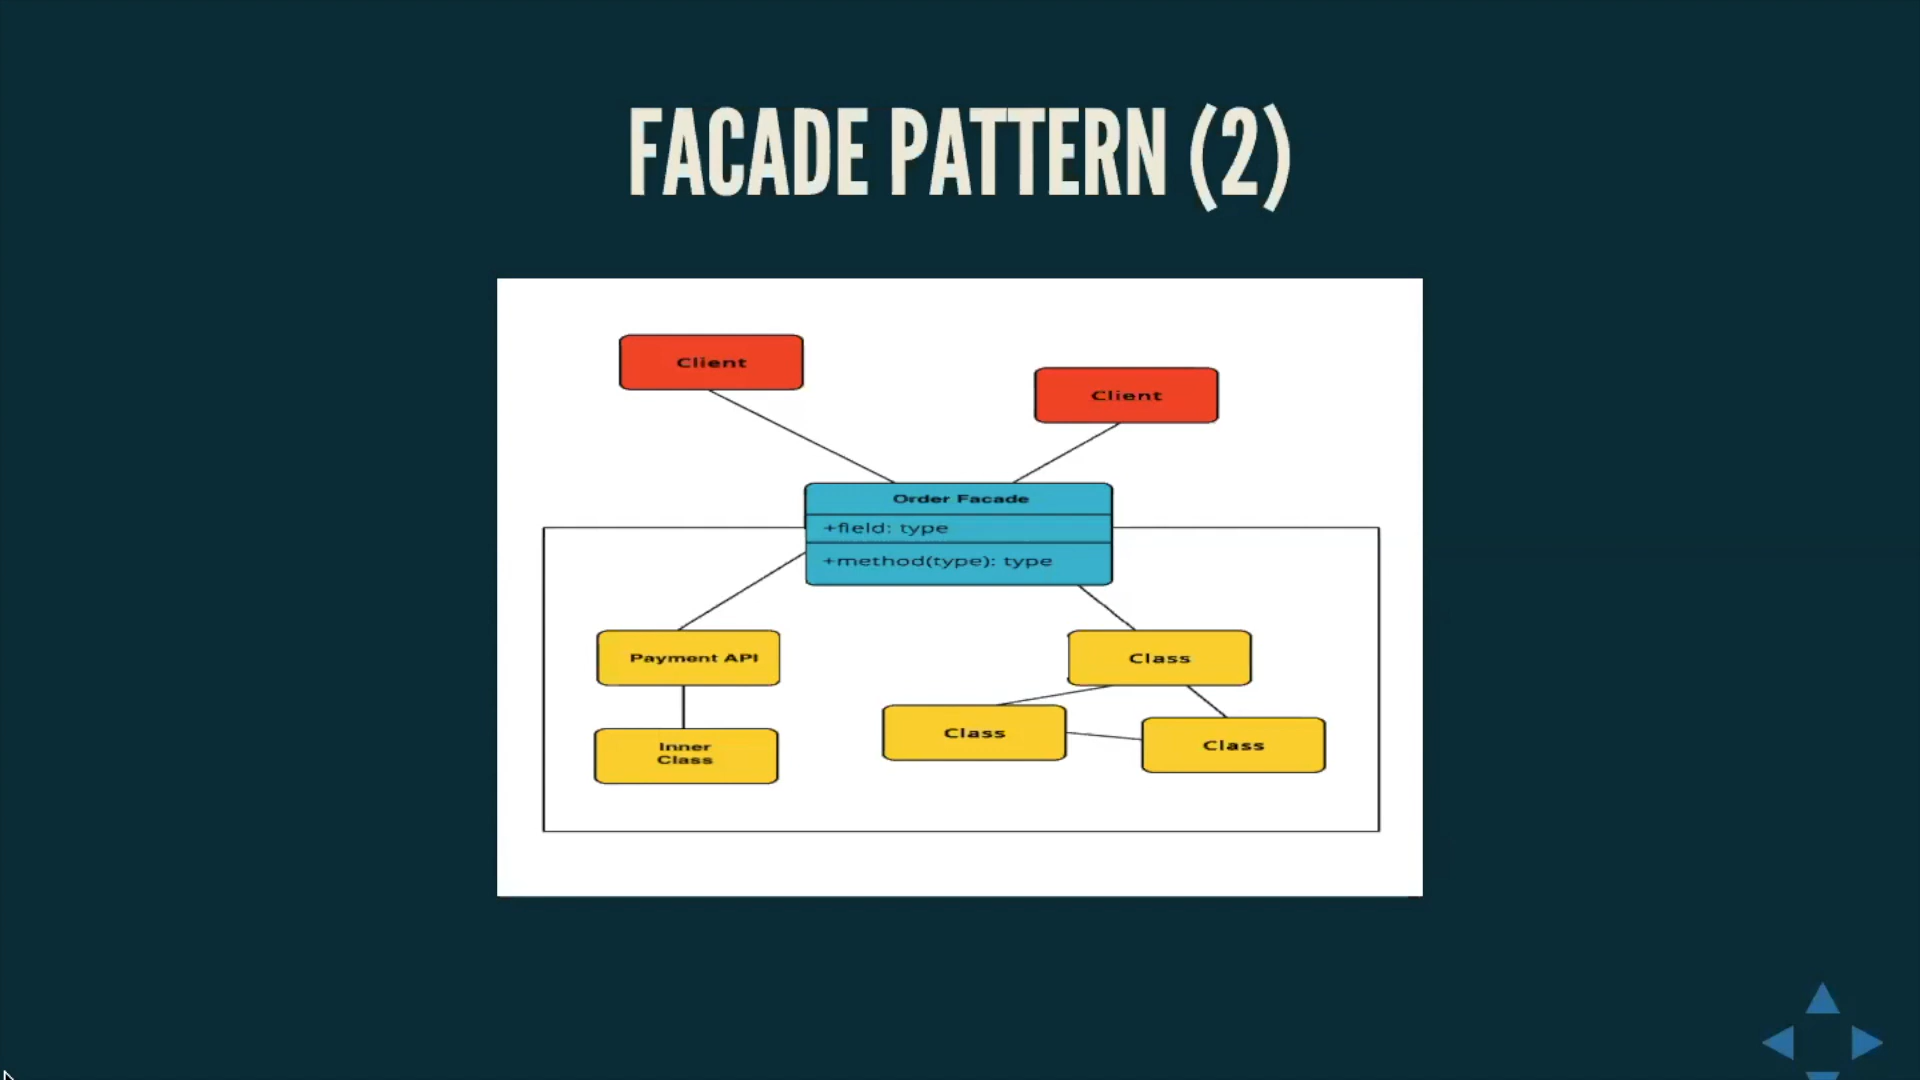 FACADE PATTERN (2)
Client
Client
Order Facade
+field: type
+method(type): type
Payment API
Class
Class
Class
Inner
Class